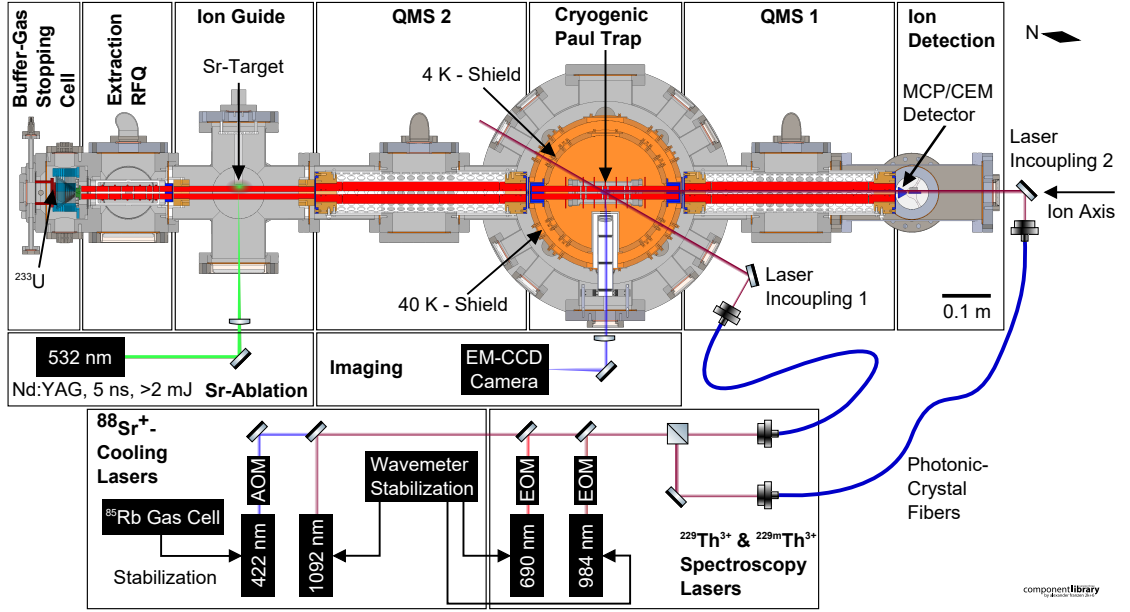 Buffer-Gas
Stopping
Cell
Extraction
RFQ
Ion Guide
QMS 2
Cryogenic
Paul Trap
QMS 1
Ion
Detection
N
Sr-Target
4 K - Shield
MCP/CEM
Detector
Laser
Incoupling 2
Ion Axis
²³³U
40 K - Shield
Laser
Incoupling 1
0.1 m
532 nm
Nd:YAG, 5 ns, >2 mJ
Sr-Ablation
Imaging
EM-CCD
Camera
⁸⁸Sr⁺-
Cooling
Lasers
AOM
Wavemeter
Stabilization
EOM
EOM
Photonic-
Crystal
Fibers
⁸⁵Rb Gas Cell
Stabilization
422 nm
1092 nm
690 nm
984 nm
²²⁹Th³⁺ & ²²⁹ᵐTh³⁺
Spectroscopy
Lasers
componentlibrary